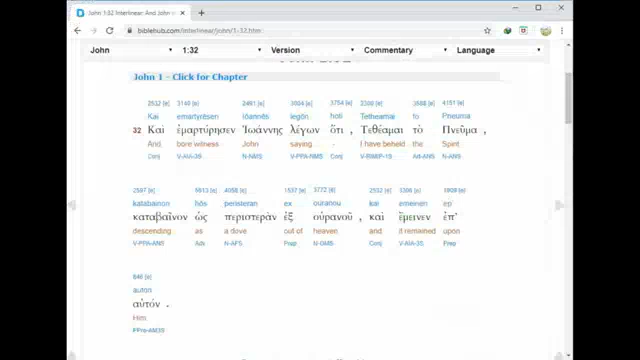 John 1:32 Interlinear: And John w
biblehub.com/interlinear/john/1-32.htm
John 1:32 Version Commentary Language
John 1 - Click for Chapter
2532 [e] 3140 [e] 2491 [e] 3004 [e] 3754 [e] 2300 [e] 3588 [e] 4151 [e]
Kai emartyrēsen Iōannēs legōn hoti Tetheamai to Pneuma
32 Καὶ ἐμαρτύρησεν Ἰωάννης λέγων ὅτι , Τεθέαμαι τὸ Πνεῦμα ,
And bore witness John saying - I have beheld the Spirit
Conj V-AIA-3S N-NMS V-PPA-NMS Conj V-RIM/P-1S Art-ANS N-ANS
2597 [e] 5613 [e] 4058 [e] 1537 [e] 3772 [e] 2532 [e] 3306 [e] 1909 [e]
katabainon hōs peristeran ex ouranou kai emeinen ep'
καταβαῖνον ὡς περιστερὰν ἐξ οὐρανοῦ , καὶ ἔμεινεν ἐπ’
descending as a dove out of heaven and it remained upon
V-PPA-ANS Adv N-AFS Prep N-GMS Conj V-AIA-3S Prep
846 [e]
auton
αὐτόν .
Him
PPro-AM3S